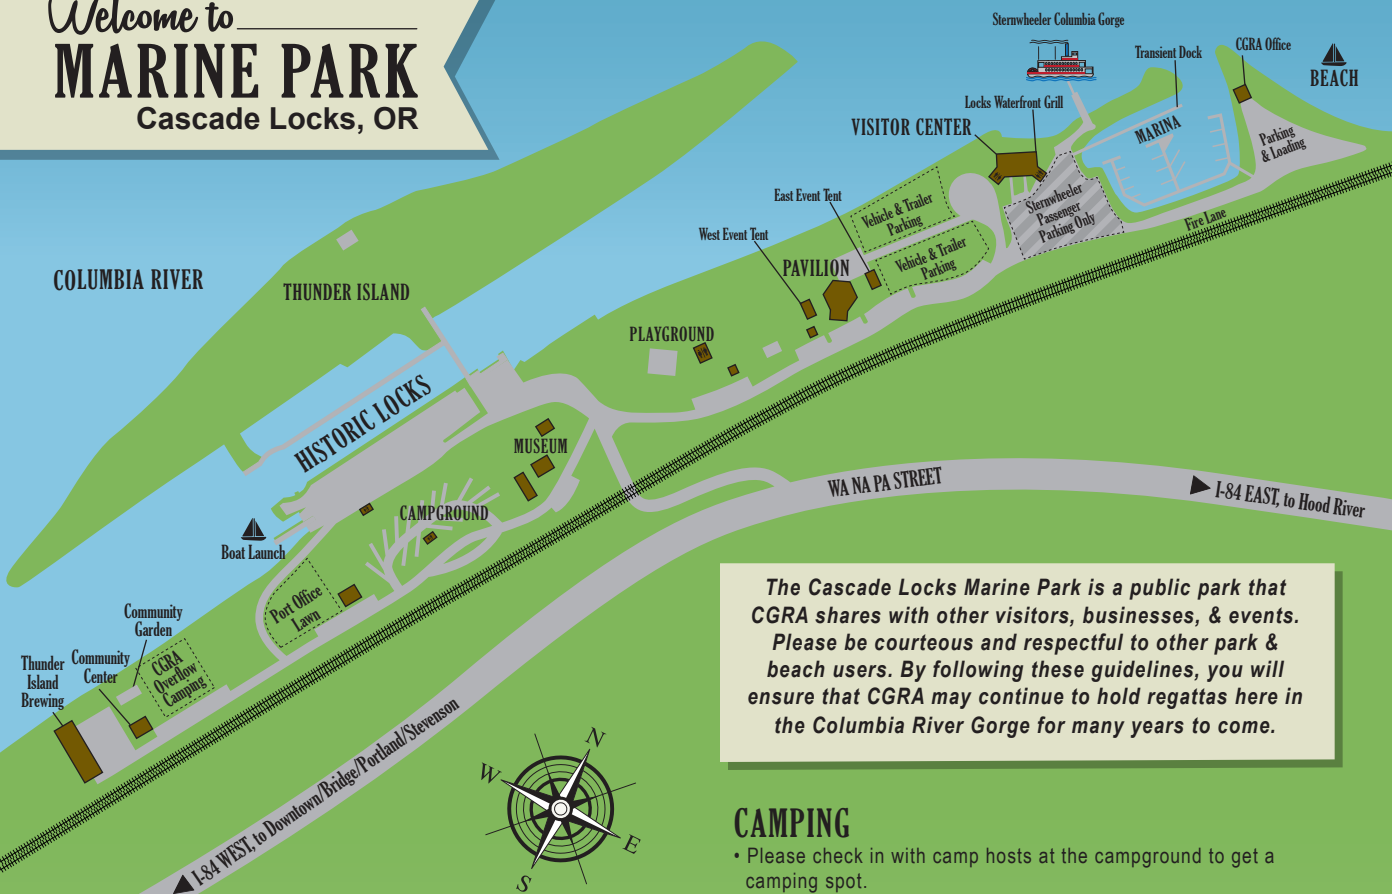 Welcome to
MARINE PARK
Cascade Locks, OR
Sternwheeler Columbia Gorge
Transient Dock
CGRA Office
BEACH
Locks Waterfront Grill
VISITOR CENTER
MARINA
Parking
& Loading
East Event Tent
Vehicle & Trailer
Parking
Sternwheeler
Passenger
Parking Only
Fire Lane
West Event Tent
Vehicle & Trailer
Parking
PAVILION
COLUMBIA RIVER
THUNDER ISLAND
PLAYGROUND
HISTORIC LOCKS
MUSEUM
WA NA PA STREET
I-84 EAST, to Hood River
CAMPGROUND
Boat Launch
Port Office
Lawn
Community
Garden
Thunder
Island
Brewing
Community
Center
CGRA
Overflow
Camping
I-84 WEST, to Downtown/Bridge/Portland/Stevenson
N
W
E
S
The Cascade Locks Marine Park is a public park that
CGRA shares with other visitors, businesses, & events.
Please be courteous and respectful to other park &
beach users. By following these guidelines, you will
ensure that CGRA may continue to hold regattas here in
the Columbia River Gorge for many years to come.
CAMPING
• Please check in with camp hosts at the campground to get a
camping spot.